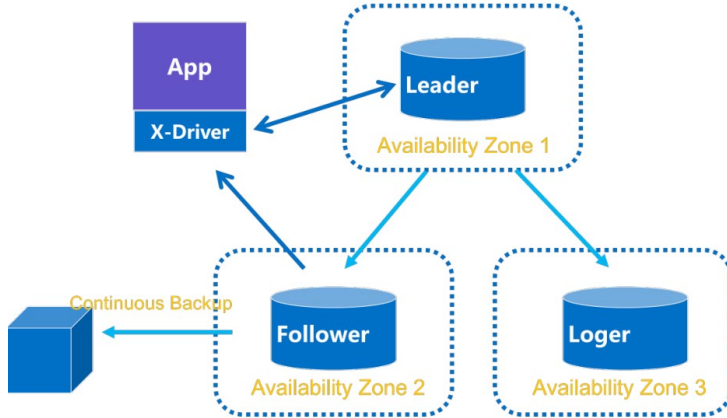 App
X-Driver
Leader
Availability Zone 1
Continuous Backup
Follower
Availability Zone 2
Loger
Availability Zone 3